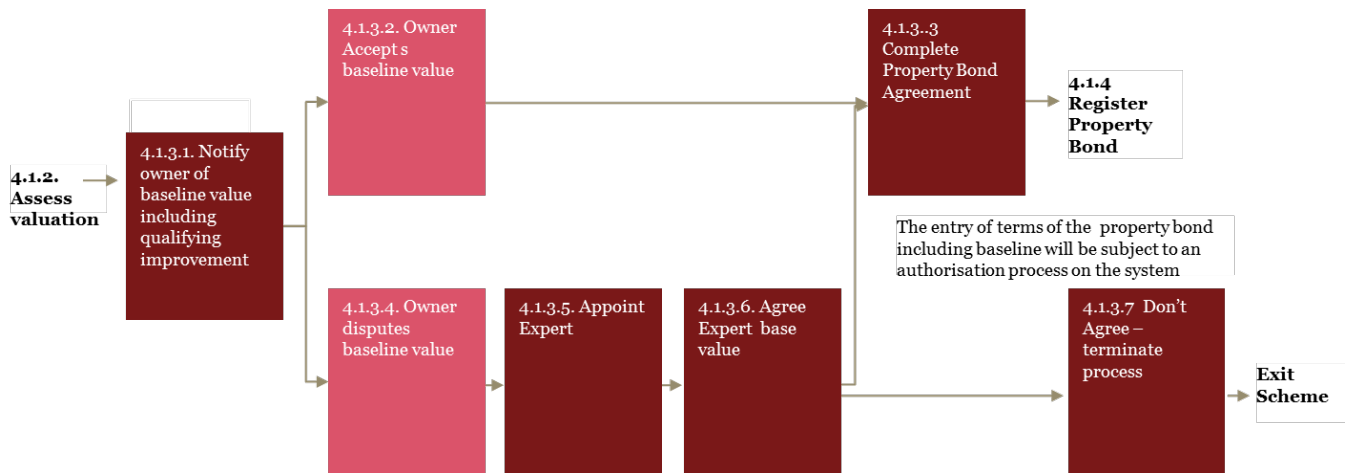 4.1.2.
Assess
valuation
4.1.3.1. Notify
owner of
baseline value
including
qualifying
improvement
4.1.3.2. Owner
Accept s
baseline value
4.1.3..3
Complete
Property Bond
Agreement
4.1.4
Register
Property
Bond
The entry of terms of the property bond
including baseline will be subject to an
authorisation process on the system
4.1.3.4. Owner
disputes
baseline value
4.1.3.5. Appoint
Expert
4.1.3.6. Agree
Expert base
value
4.1.3.7 Don’t
Agree –
terminate
process
Exit
Scheme